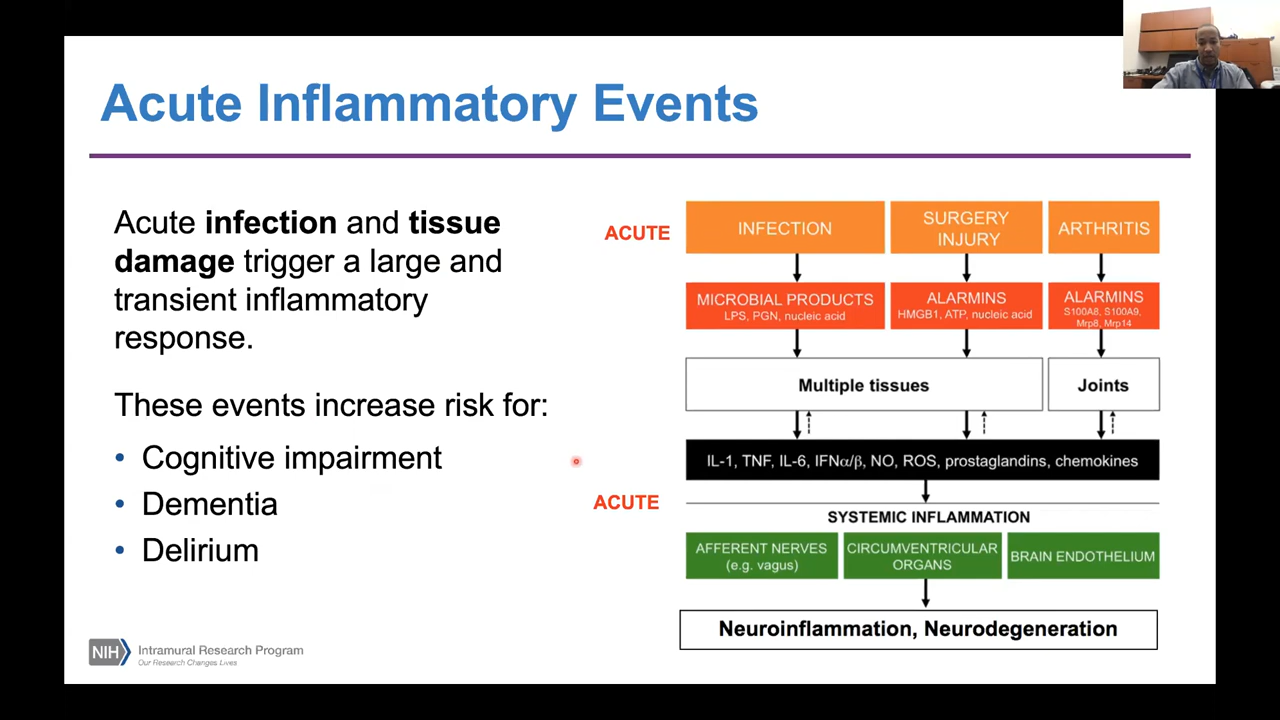 Acute Inflammatory Events
Acute infection and tissue
damage trigger a large and
transient inflammatory
response.
These events increase risk for:
• Cognitive impairment
• Dementia
• Delirium
NIH
Intramural Research Program
Our Research Changes Lives
ACUTE
INFECTION
SURGERY
INJURY
ARTHRITIS
MICROBIAL PRODUCTS
LPS, PGN, nucleic acid
ALARMINS
HMGB1, ATP, nucleic acid
ALARMINS
S100A8, S100A9.
Mrp8, Mrp14
Multiple tissues
Joints
IL-1, TNF, IL-6, IFNα/β, NO, ROS, prostaglandins, chemokines
ACUTE
SYSTEMIC INFLAMMATION
AFFERENT NERVES
(e.g. vagus)
CIRCUMVENTRICULAR
ORGANS
BRAIN ENDOTHELIUM
Neuroinflammation, Neurodegeneration